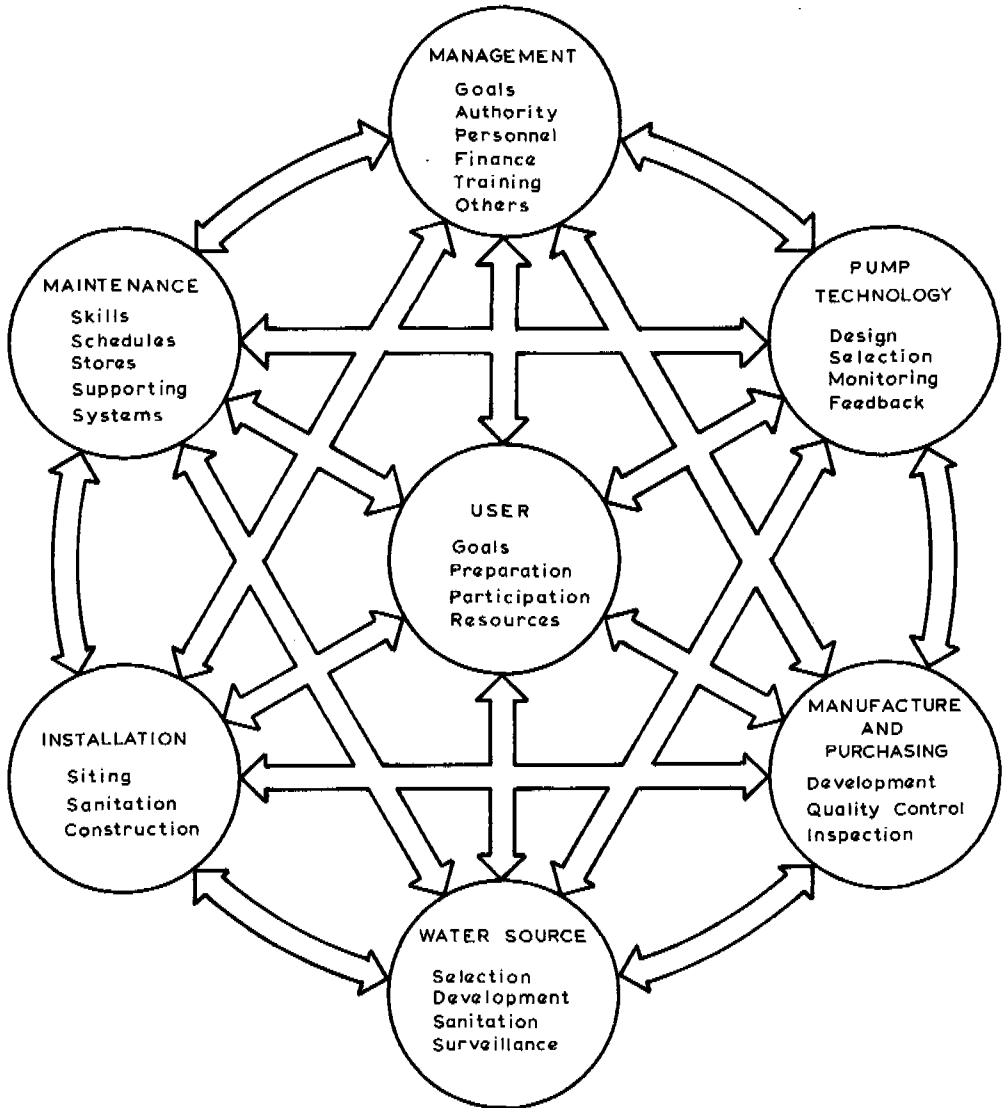 MANAGEMENT
Goals
Authority
Personnel
Finance
Training
Others
MAINTENANCE
Skills
Schedules
Stores
Supporting
Systems
PUMP
TECHNOLOGY
Design
Selection
Monitoring
Feedback
USER
Goals
Preparation
Participation
Resources
INSTALLATION
Siting
Sanitation
Construction
MANUFACTURE
AND
PURCHASING
Development
Quality Control
Inspection
WATER SOURCE
Selection
Development
Sanitation
Surveillance